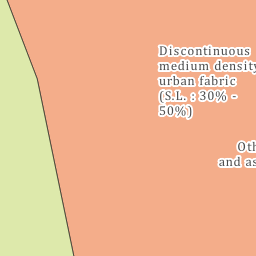 Discontinuous
medium density
urban fabric
(S.L. : 30% -
50%)
Oth
and as